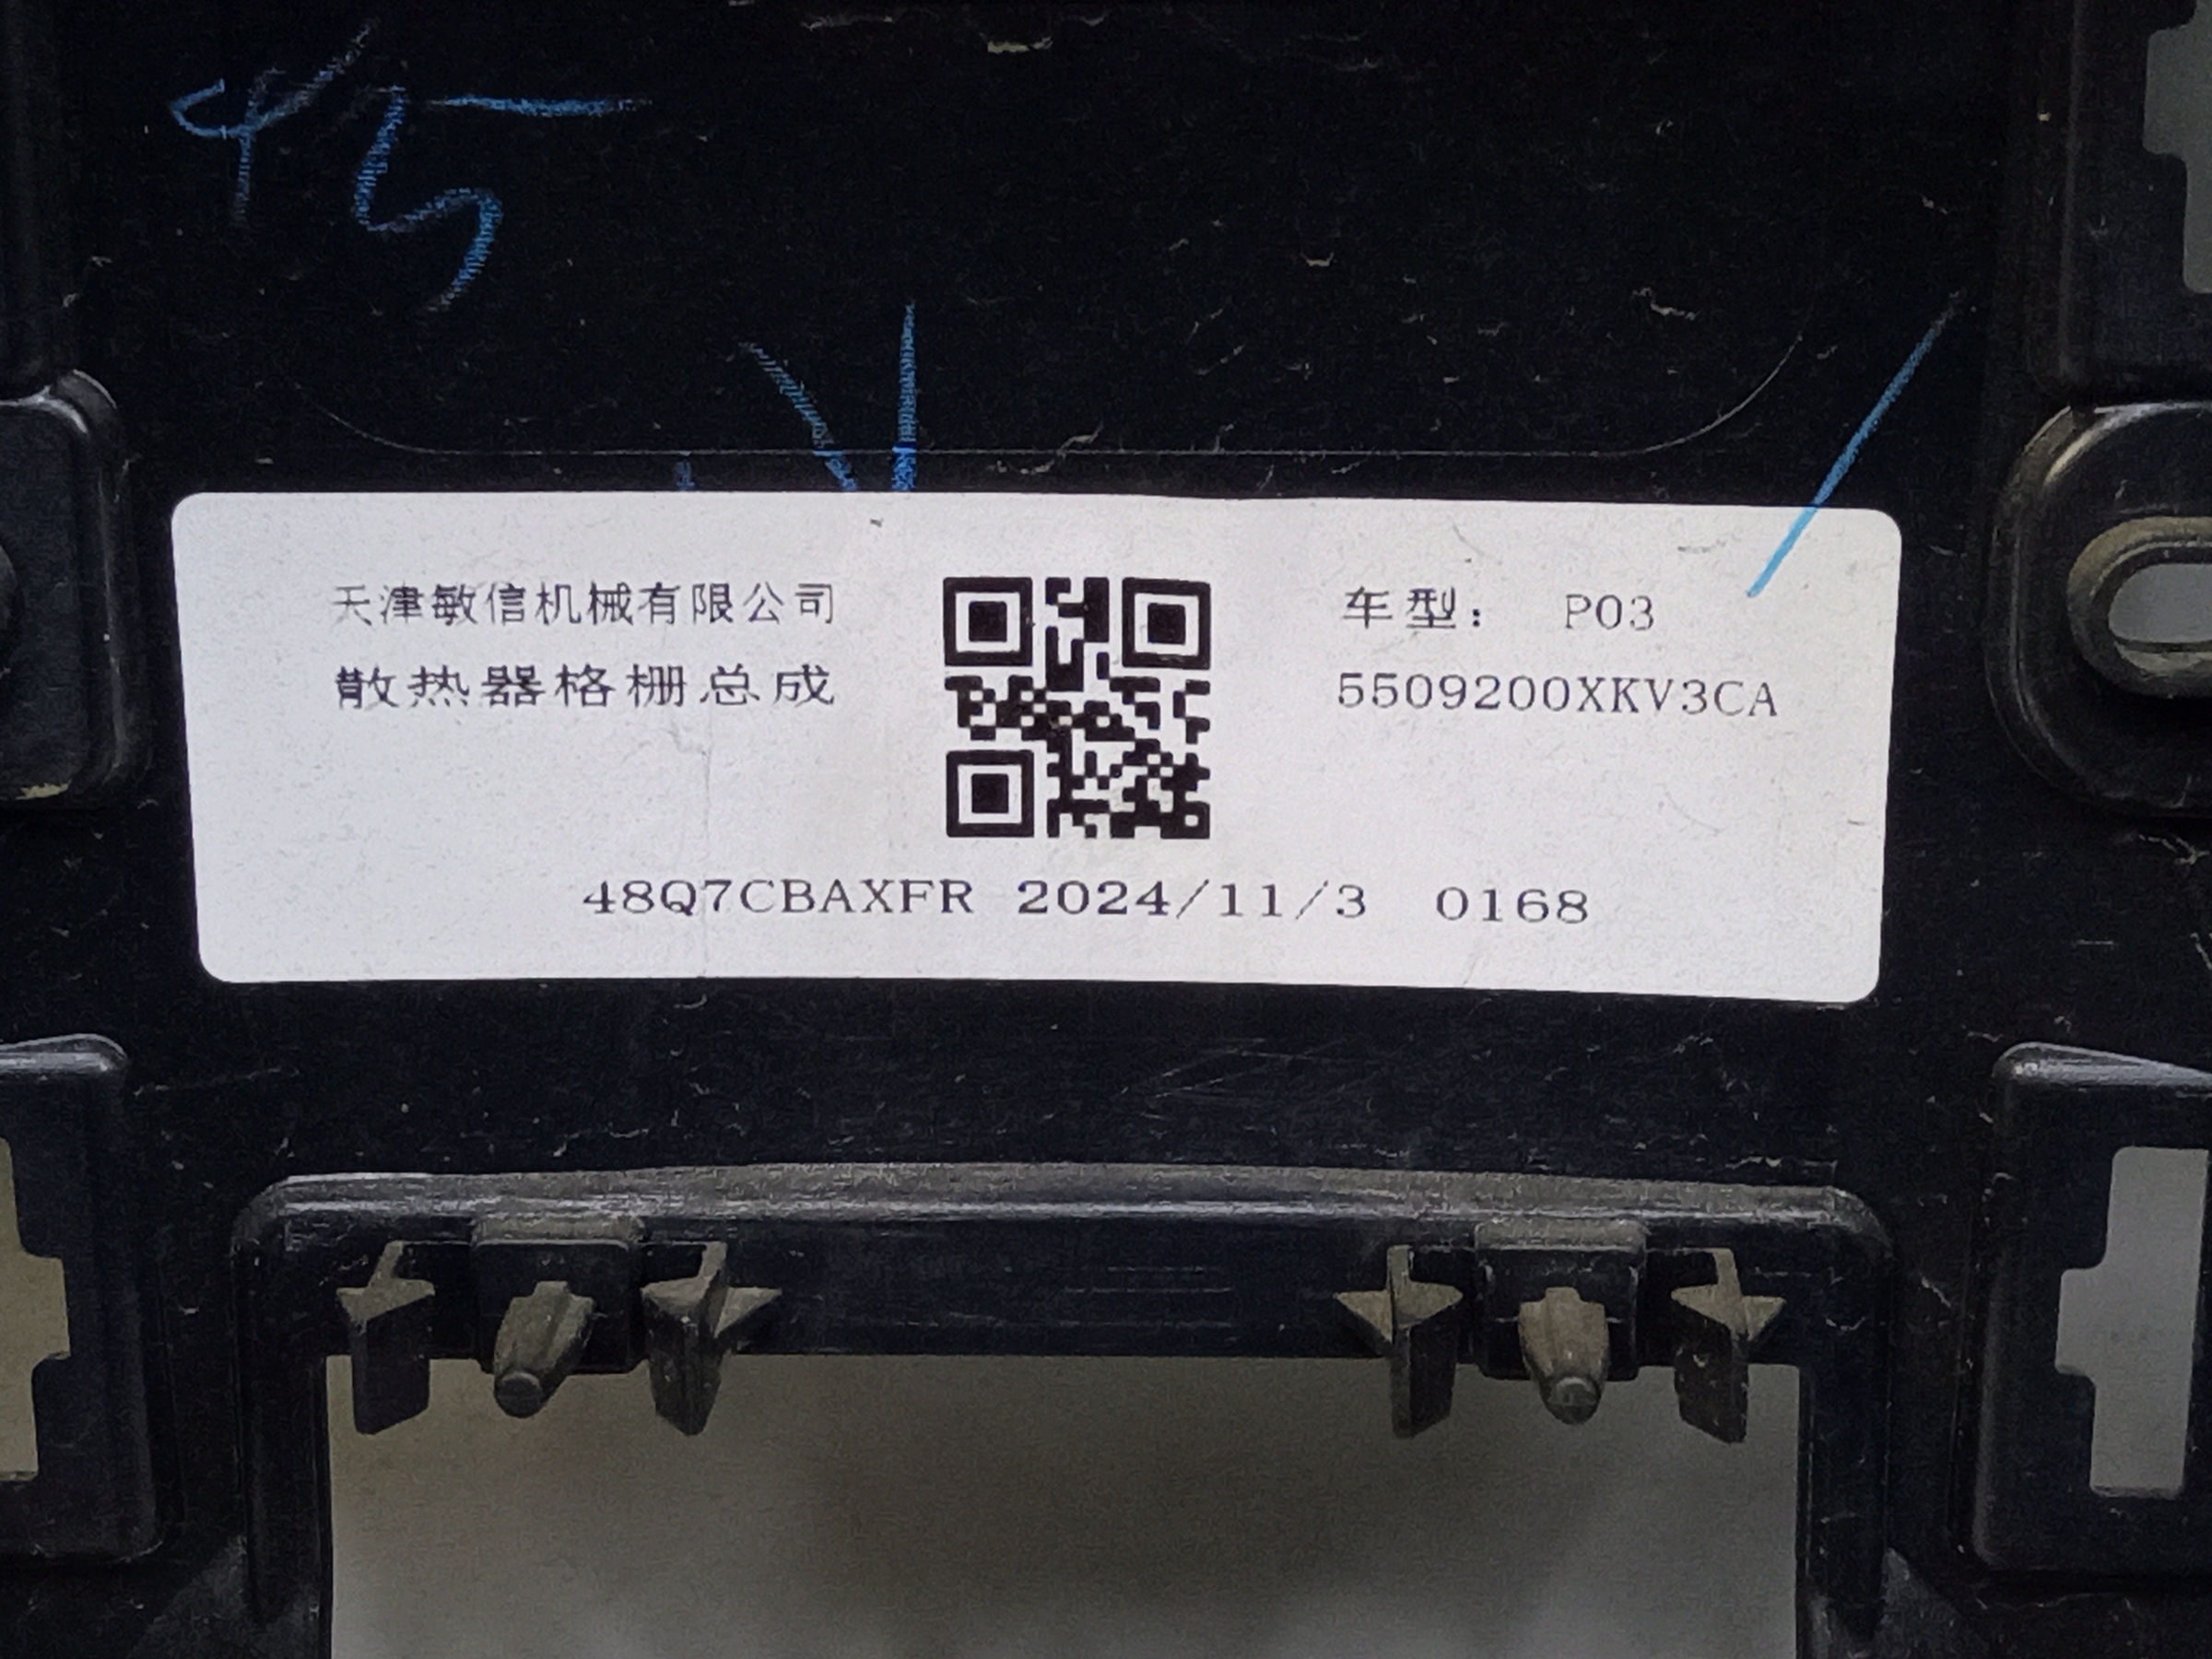 45
天津敏信机械有限公司
散热器格栅总成
车型： P03
5509200XKV3CA
48Q7CBAXFR 2024/11/3 0168